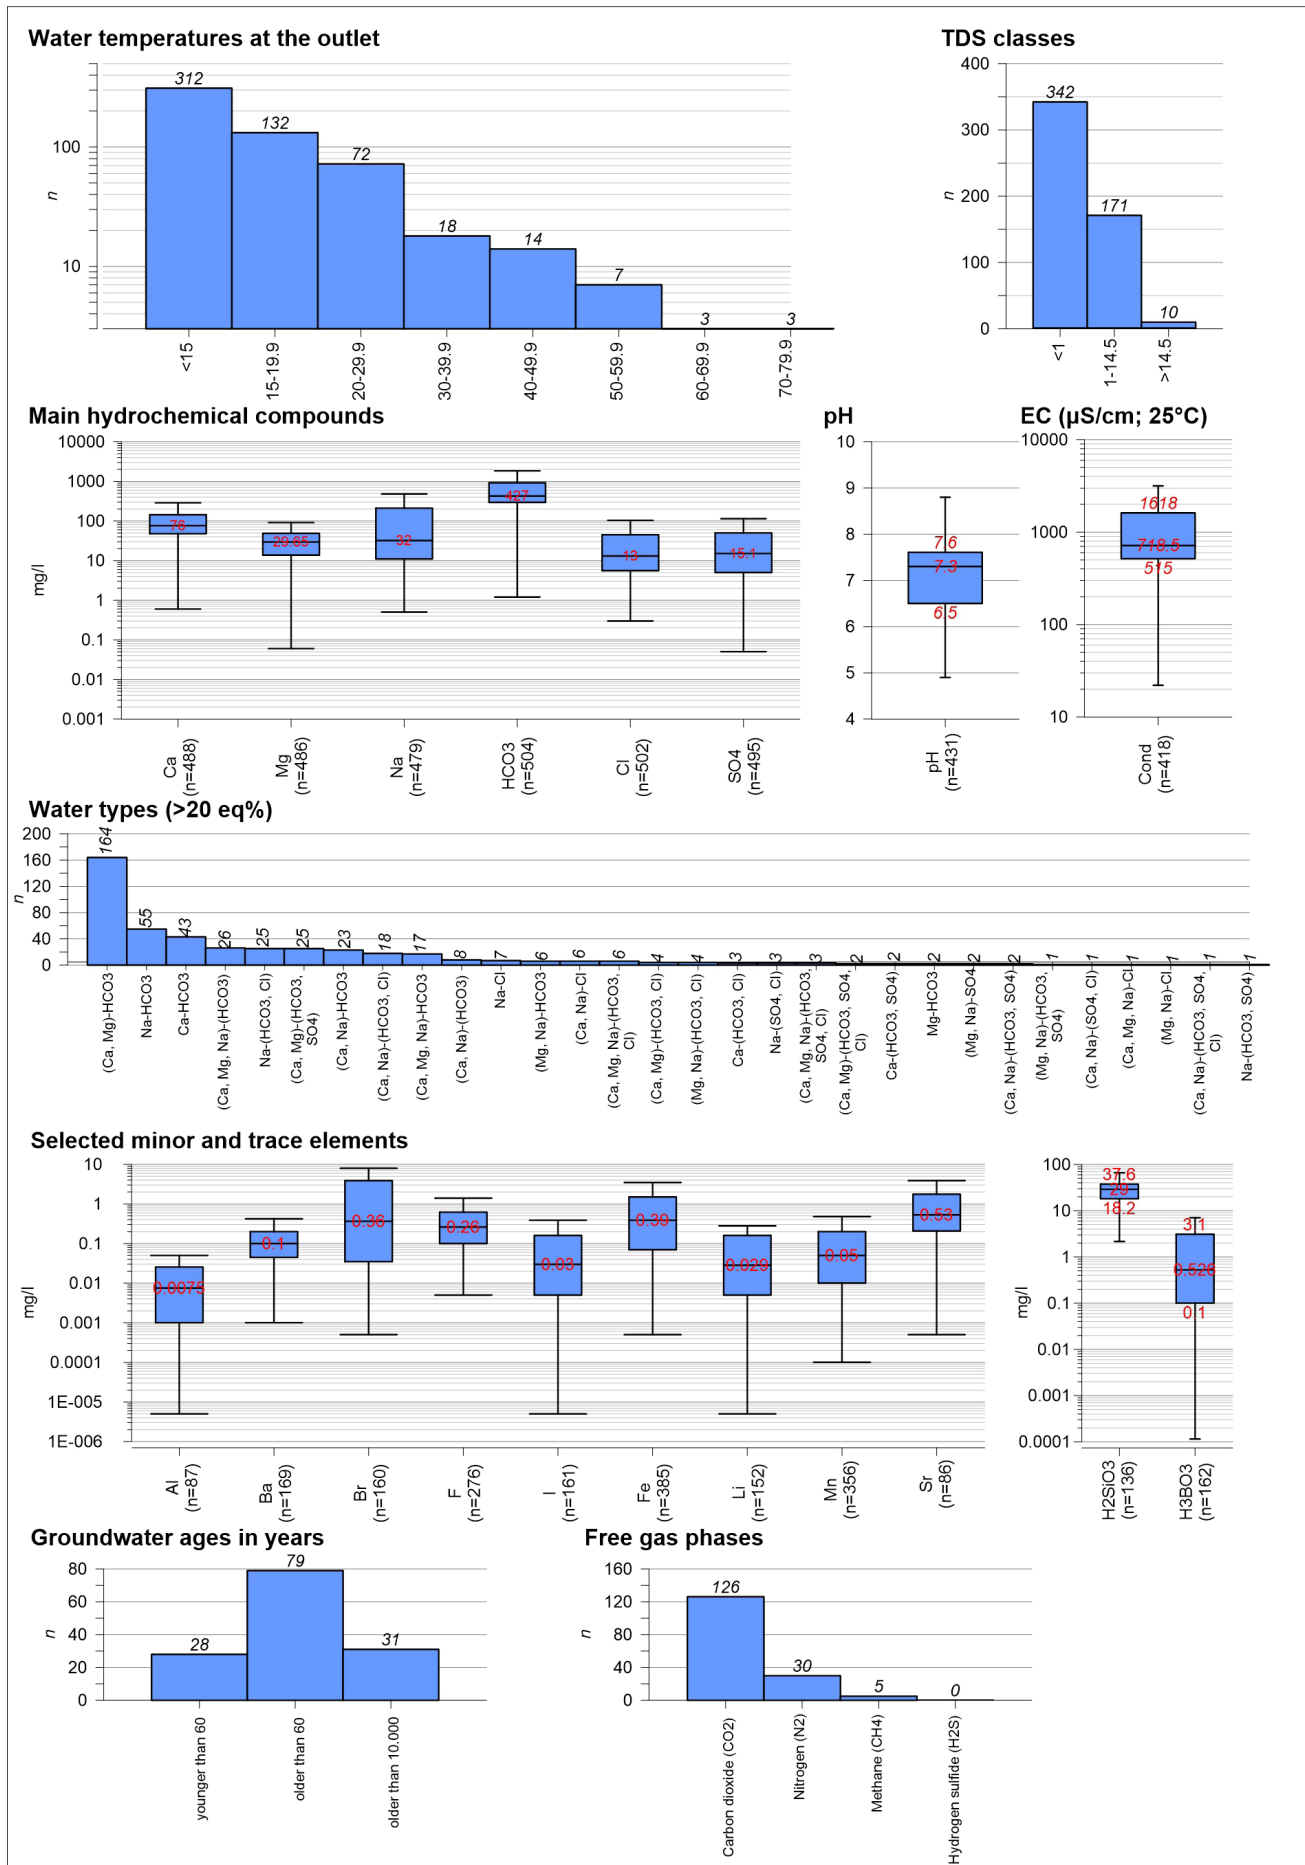 Water temperatures at the outlet
n
100
10
312
132
72
18
14
7
3
3
<15
15-19.9
20-29.9
30-39.9
40-49.9
50-59.9
60-69.9
70-79.9
TDS classes
n
400
300
200
100
0
342
171
10
<1
1-14.5
>14.5
Main hydrochemical compounds
mg/l
10000
1000
100
10
1
0.1
0.01
0.001
76
29.65
32
427
13
15.1
Ca
(n=488)
Mg
(n=486)
Na
(n=479)
HCO3
(n=504)
Cl
(n=502)
SO4
(n=495)
pH
10
9
8
7
6
5
4
7.6
7.3
6.5
pH
(n=431)
EC (µS/cm; 25°C)
10000
1000
100
10
1618
718.5
515
Cond
(n=418)
Water types (>20 eq%)
n
200
160
120
80
40
0
164
55
43
26
25
25
23
18
17
8
7
6
6
6
4
4
3
3
3
2
2
2
2
2
1
1
1
1
1
1
(Ca, Mg)-HCO3
Na-HCO3
Ca-HCO3
(Ca, Mg, Na)-(HCO3)
Na-(HCO3, Cl)
(Ca, Mg)-(HCO3,
SO4)
(Ca, Na)-HCO3
(Ca, Na)-(HCO3, Cl)
(Ca, Mg, Na)-HCO3
(Ca, Na)-(HCO3)
Na-Cl
(Mg, Na)-HCO3
(Ca, Na)-Cl
(Ca, Mg, Na)-(HCO3,
Cl)
(Ca, Mg)-(HCO3, Cl)
(Mg, Na)-(HCO3, Cl)
Ca-(HCO3, Cl)
Na-(SO4, Cl)
(Ca, Mg, Na)-(HCO3,
SO4, Cl)
(Ca, Mg)-(HCO3, SO4,
Cl)
Ca-(HCO3, SO4)
Mg-HCO3
(Mg, Na)-SO4
(Ca, Na)-(HCO3, SO4)
(Mg, Na)-(HCO3,
SO4)
(Ca, Na)-(SO4, Cl)
(Ca, Mg, Na)-Cl
(Mg, Na)-Cl
(Ca, Na)-(HCO3, SO4,
Cl)
Na-(HCO3, SO4)
Selected minor and trace elements
mg/l
10
1
0.1
0.01
0.001
0.0001
1E-005
1E-006
0.0075
0.1
0.36
0.26
0.03
0.39
0.029
0.05
0.53
Al
(n=87)
Ba
(n=169)
Br
(n=160)
F
(n=276)
I
(n=161)
Fe
(n=385)
Li
(n=152)
Mn
(n=356)
Sr
(n=86)
mg/l
100
10
1
0.1
0.01
0.001
0.0001
37.6
29
18.2
3.1
0.526
0.1
H2SiO3
(n=136)
H3BO3
(n=162)
Groundwater ages in years
n
80
60
40
20
0
28
79
31
younger than 60
older than 60
older than 10.000
Free gas phases
n
160
120
80
40
0
126
30
5
0
Carbon dioxide (CO2)
Nitrogen (N2)
Methane (CH4)
Hydrogen sulfide (H2S)